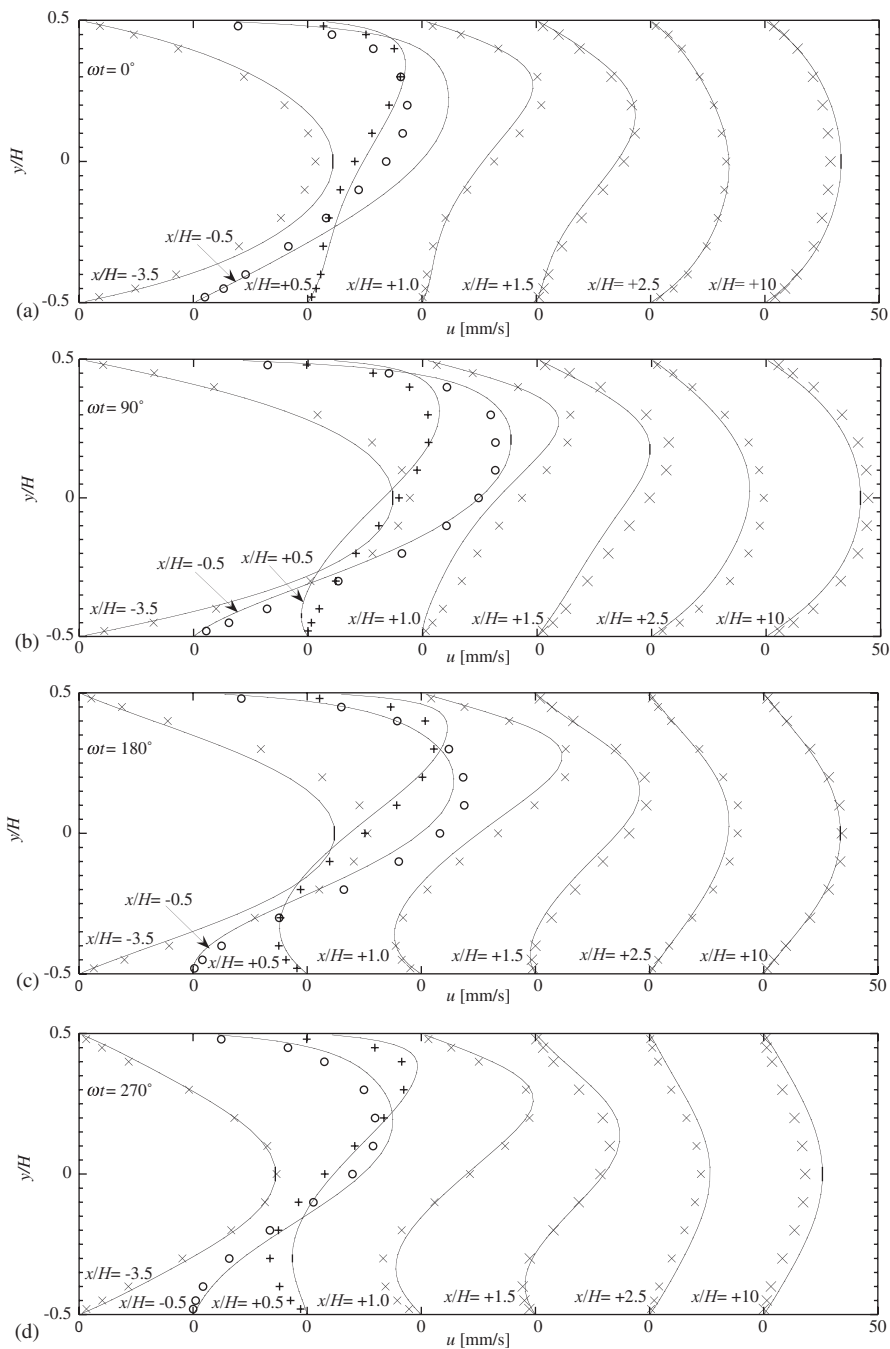 0.5
ωt= 0°
y/H
0
x/H= -0.5
x/H= -3.5
x/H=+0.5
x/H= +1.0
x/H= +1.5
x/H= +2.5
x/H= +10
-0.5
(a)
0 0 0 0 0 0 0 50
u [mm/s]
0.5
ωt= 90°
y/H
0
x/H= -0.5
x/H= +0.5
x/H= -3.5
x/H= +1.0
x/H= +1.5
x/H= +2.5
x/H= +10
-0.5
(b)
0 0 0 0 0 0 0 50
u [mm/s]
0.5
ωt= 180°
y/H
0
x/H= -0.5
x/H= -3.5
x/H= +0.5
x/H= +1.0
x/H= +1.5
x/H= +2.5
x/H= +10
-0.5
(c)
0 0 0 0 0 0 0 50
u [mm/s]
0.5
ωt= 270°
y/H
0
x/H= -3.5
x/H= -0.5
x/H= +0.5
x/H= +1.0
x/H= +1.5
x/H= +2.5
x/H= +10
-0.5
(d)
0 0 0 0 0 0 0 50
u [mm/s]